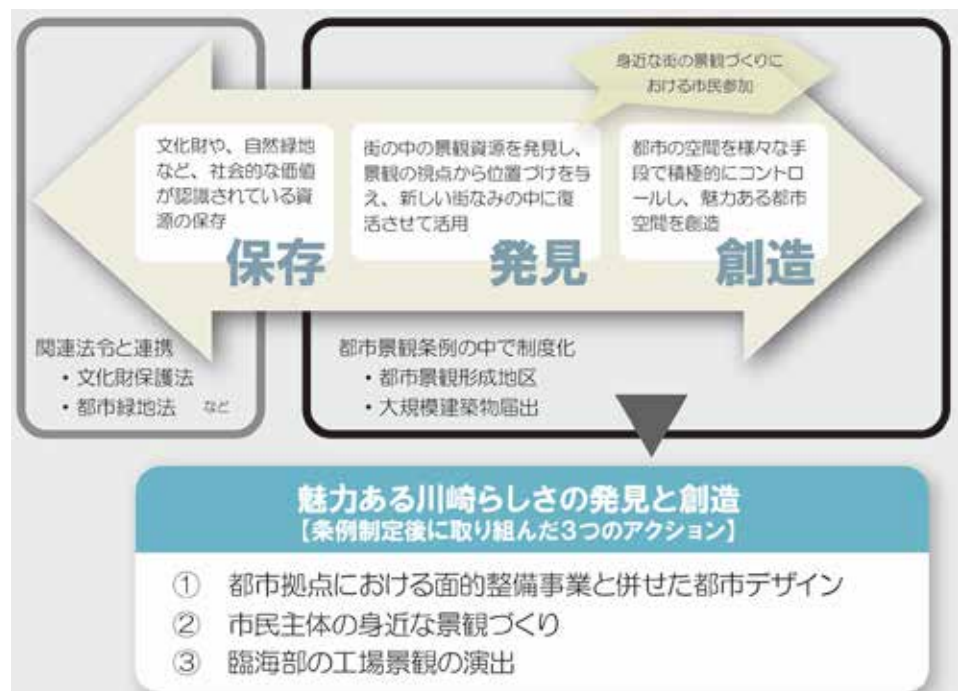 身近な街の景観づくりに
おける市民参加
文化財や、自然緑地
など、社会的な価値
が認識されている資
源の保存
保存
街の中の景観資源を発見し、
景観の視点から位置づけを与
え、新しい街なみの中に復
活させて活用
発見
都市の空間を様々な手
段で積極的にコントロ
ールし、魅力ある都市
空間を創造
創造
関連法令と連携
・文化財保護法
・都市緑地法 など
都市景観条例の中で制度化
・都市景観形成地区
・大規模建築物届出
魅力ある川崎らしさの発見と創造
【条例制定後に取り組んだ3つのアクション】
① 都市拠点における面的整備事業と併せた都市デザイン
② 市民主体の身近な景観づくり
③ 臨海部の工場景観の演出